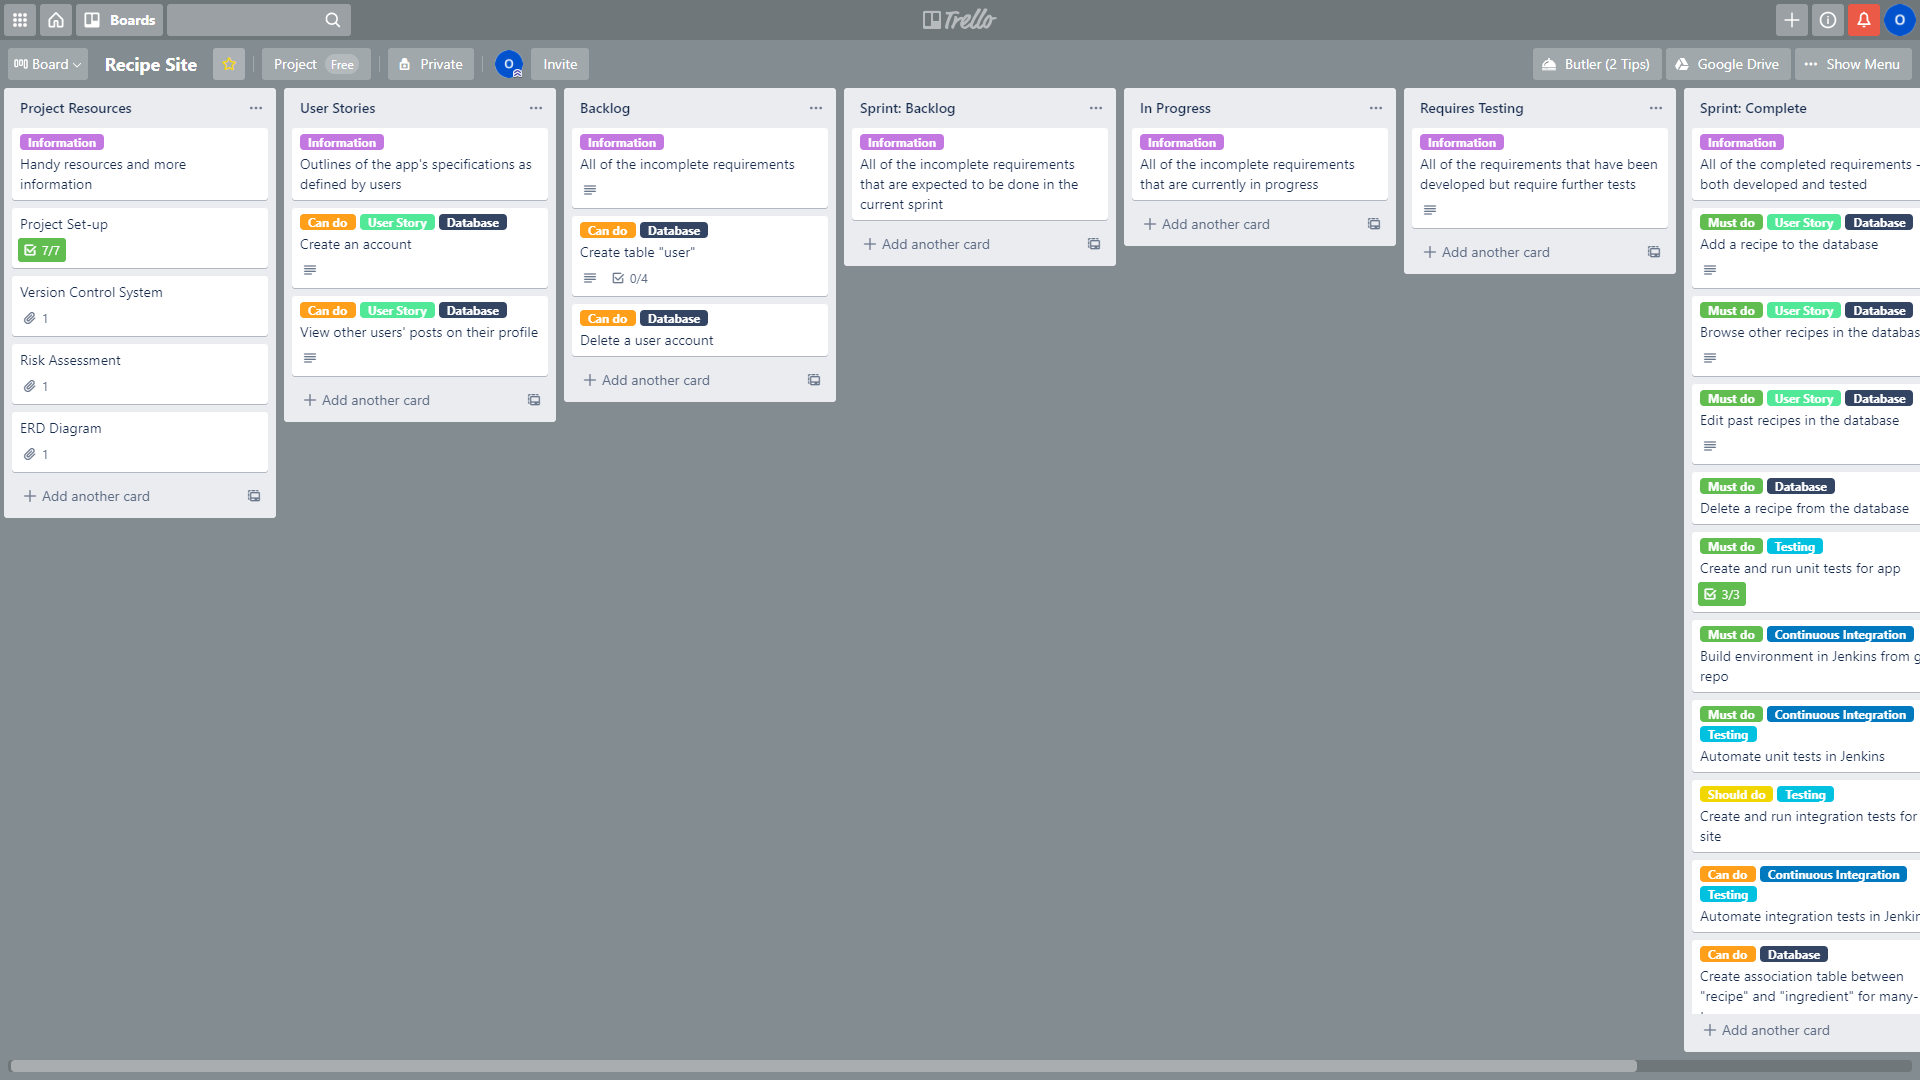 Boards
Trello
O
Board
Recipe Site
Project Free
Private
O
Invite
Butler (2 Tips)
Google Drive
Show Menu
Project Resources
Information
Handy resources and more
information
Project Set-up
7/7
Version Control System
1
Risk Assessment
1
ERD Diagram
1
Add another card
User Stories
Information
Outlines of the app's specifications as
defined by users
Can do User Story Database
Create an account
Can do User Story Database
View other users' posts on their profile
Add another card
Backlog
Information
All of the incomplete requirements
Can do Database
Create table "user"
0/4
Can do Database
Delete a user account
Add another card
Sprint: Backlog
Information
All of the incomplete requirements
that are expected to be done in the
current sprint
Add another card
In Progress
Information
All of the incomplete requirements
that are currently in progress
Add another card
Requires Testing
Information
All of the requirements that have been
developed but require further tests
Add another card
Sprint: Complete
Information
All of the completed requirements -
both developed and tested
Must do User Story Database
Add a recipe to the database
Must do User Story Database
Browse other recipes in the databas
Must do User Story Database
Edit past recipes in the database
Must do Database
Delete a recipe from the database
Must do Testing
Create and run unit tests for app
3/3
Must do Continuous Integration
Build environment in Jenkins from g
repo
Must do Continuous Integration
Testing
Automate unit tests in Jenkins
Should do Testing
Create and run integration tests for
site
Can do Continuous Integration
Testing
Automate integration tests in Jenkin
Can do Database
Create association table between
"recipe" and "ingredient" for many-
Add another card